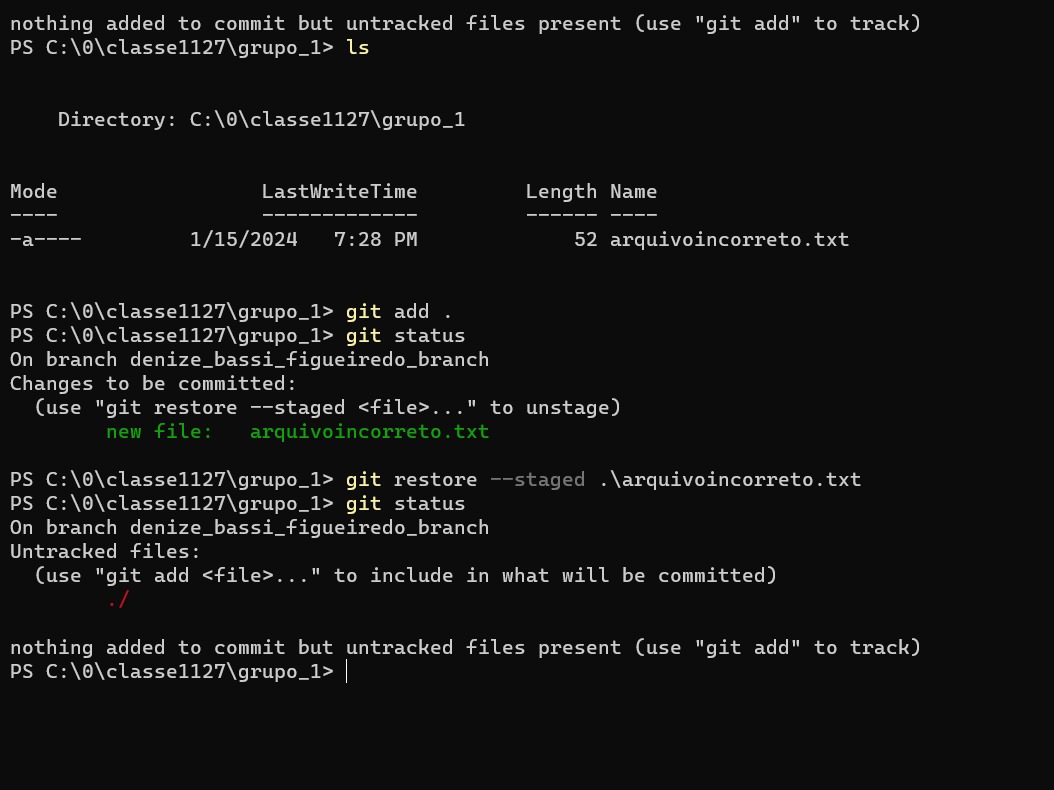 nothing added to commit but untracked files present (use "git add" to track)
PS C:\0\classe1127\grupo_1> ls
Directory: C:\0\classe1127\grupo_1
Mode                 LastWriteTime         Length Name
----                 -------------         ------ ----
-a----         1/15/2024   7:28 PM             52 arquivoincorreto.txt
PS C:\0\classe1127\grupo_1> git add .
PS C:\0\classe1127\grupo_1> git status
On branch denize_bassi_figueiredo_branch
Changes to be committed:
  (use "git restore --staged <file>..." to unstage)
        new file:   arquivoincorreto.txt
PS C:\0\classe1127\grupo_1> git restore --staged .\arquivoincorreto.txt
PS C:\0\classe1127\grupo_1> git status
On branch denize_bassi_figueiredo_branch
Untracked files:
  (use "git add <file>..." to include in what will be committed)
        ./
nothing added to commit but untracked files present (use "git add" to track)
PS C:\0\classe1127\grupo_1>